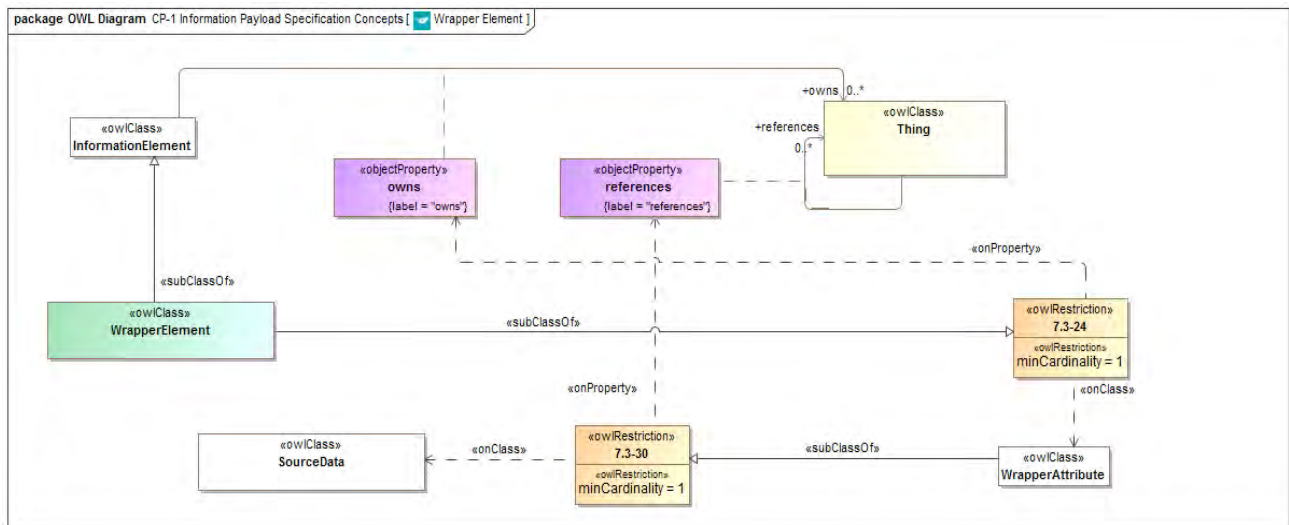 package OWL Diagram CP-1 Information Payload Specification Concepts [ Wrapper Element ]
+owns 0..*
«owlClass»
InformationElement
+references
0..*
«owlClass»
Thing
«objectProperty»
owns
{label = "owns"}
«objectProperty»
references
{label = "references"}
«onProperty»
«subClassOf»
«owlClass»
WrapperElement
«subClassOf»
«owlRestriction»
7.3-24
«owlRestriction»
minCardinality = 1
«onProperty»
«onClass»
«owlClass»
SourceData
«onClass»
«owlRestriction»
7.3-30
«owlRestriction»
minCardinality = 1
«subClassOf»
«owlClass»
WrapperAttribute